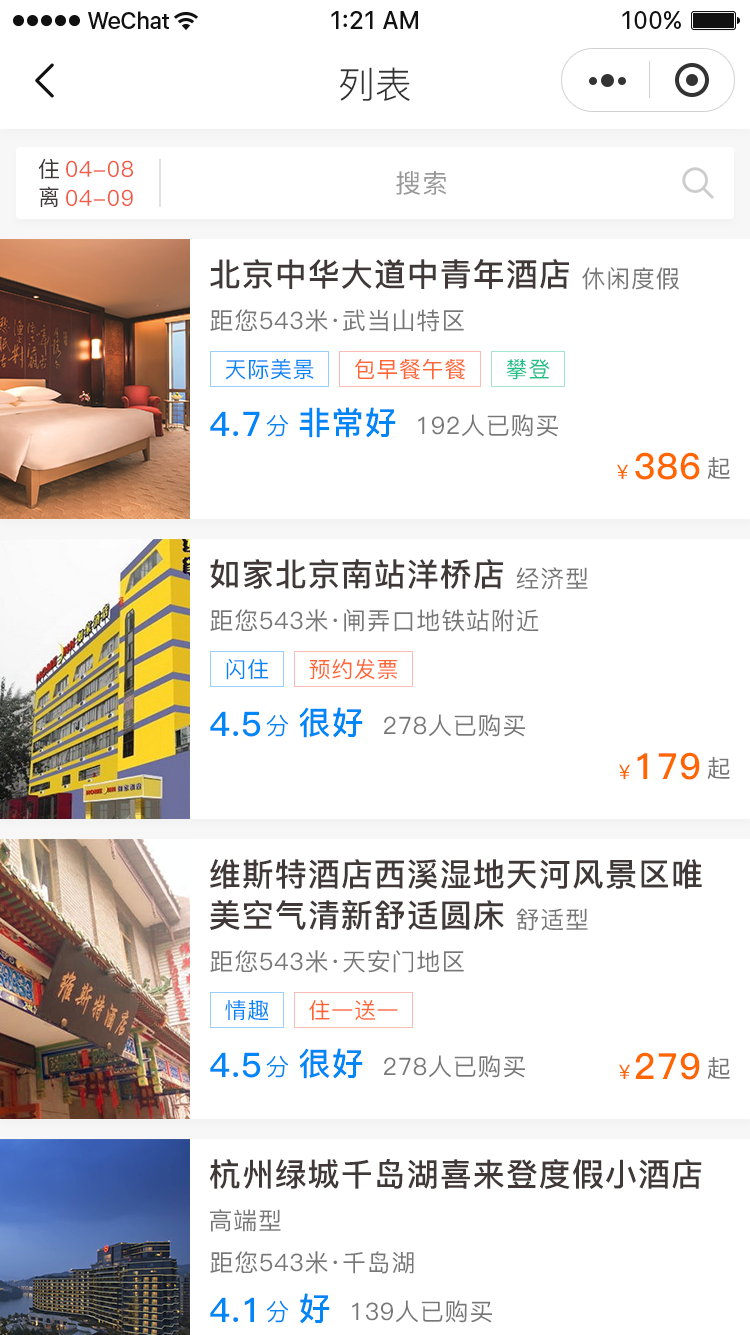 WeChat 1:21 AM 100%
列表
住 04-08
离 04-09
搜索
北京中华大道中青年酒店 休闲度假
距您543米·武当山特区
天际美景 包早餐午餐 攀登
4.7分 非常好 192人已购买
¥386起
如家北京南站洋桥店 经济型
距您543米·闸弄口地铁站附近
闪住 预约发票
4.5分 很好 278人已购买
¥179起
维斯特酒店西溪湿地天河风景区唯
美空气清新舒适圆床 舒适型
距您543米·天安门地区
情趣 住一送一
4.5分 很好 278人已购买 ¥279起
维斯特酒店
杭州绿城千岛湖喜来登度假小酒店
高端型
距您543米·千岛湖
4.1分 好 139人已购买